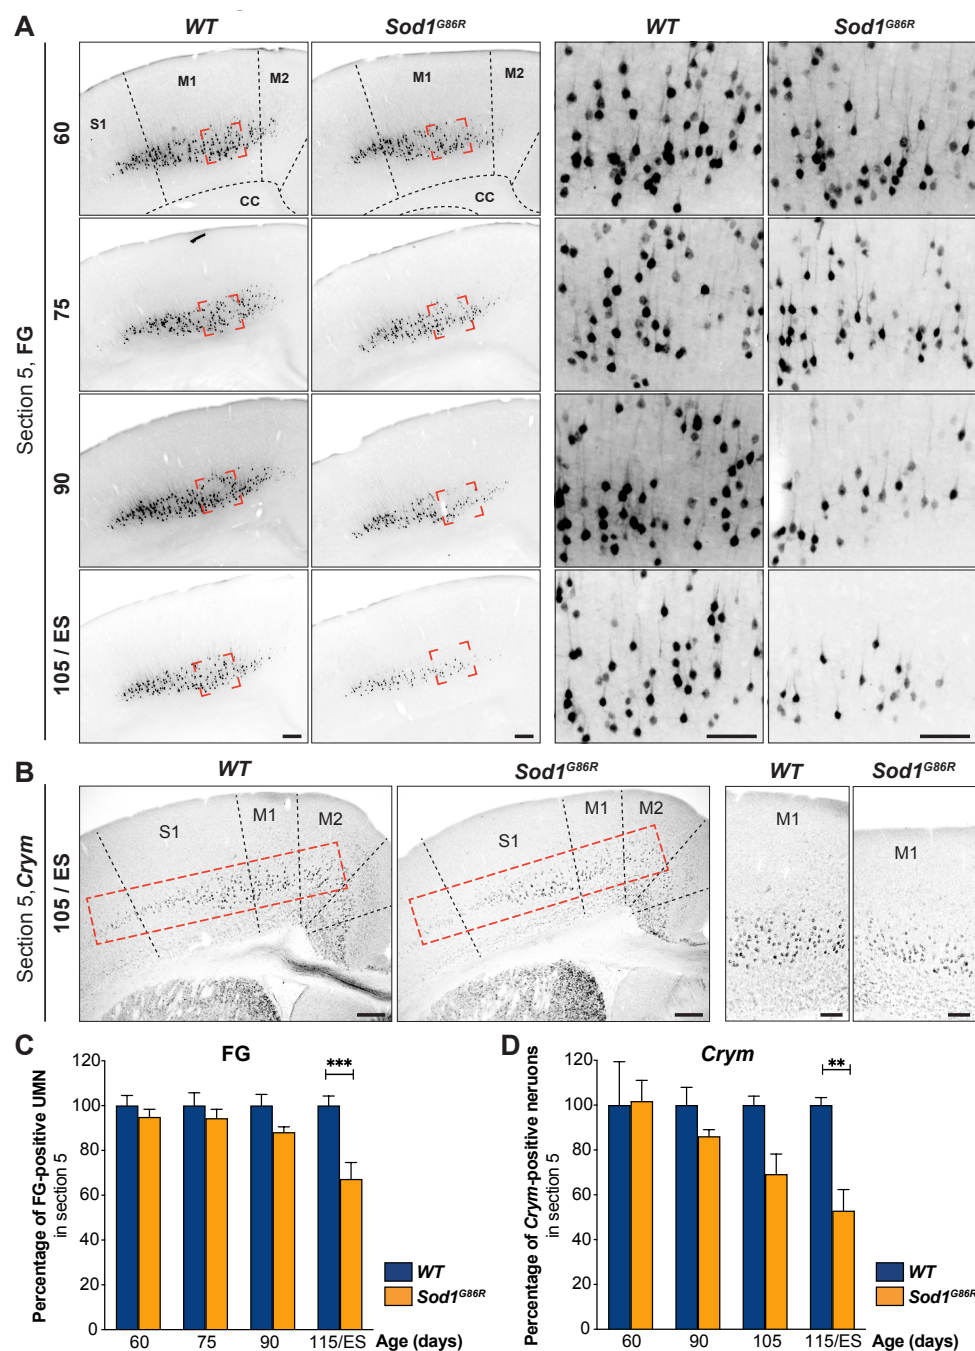 A
WT
Sod1G86R
WT
Sod1G86R
Section 5, FG
60
75
90
105 / ES
S1
M1
M2
CC
M1
M2
CC
B
WT
Sod1G86R
WT
Sod1G86R
Section 5, Crym
105 / ES
S1
M1
M2
S1
M1
M2
M1
M1
C
FG
Percentage of FG-positive UMN
in section 5
120
100
80
60
40
20
0
***
60
75
90
115/ES
Age (days)
WT
Sod1G86R
D
Crym
Percentage of Crym-positive neruons
in section 5
120
100
80
60
40
20
0
**
60
90
105
115/ES
Age (days)
WT
Sod1G86R